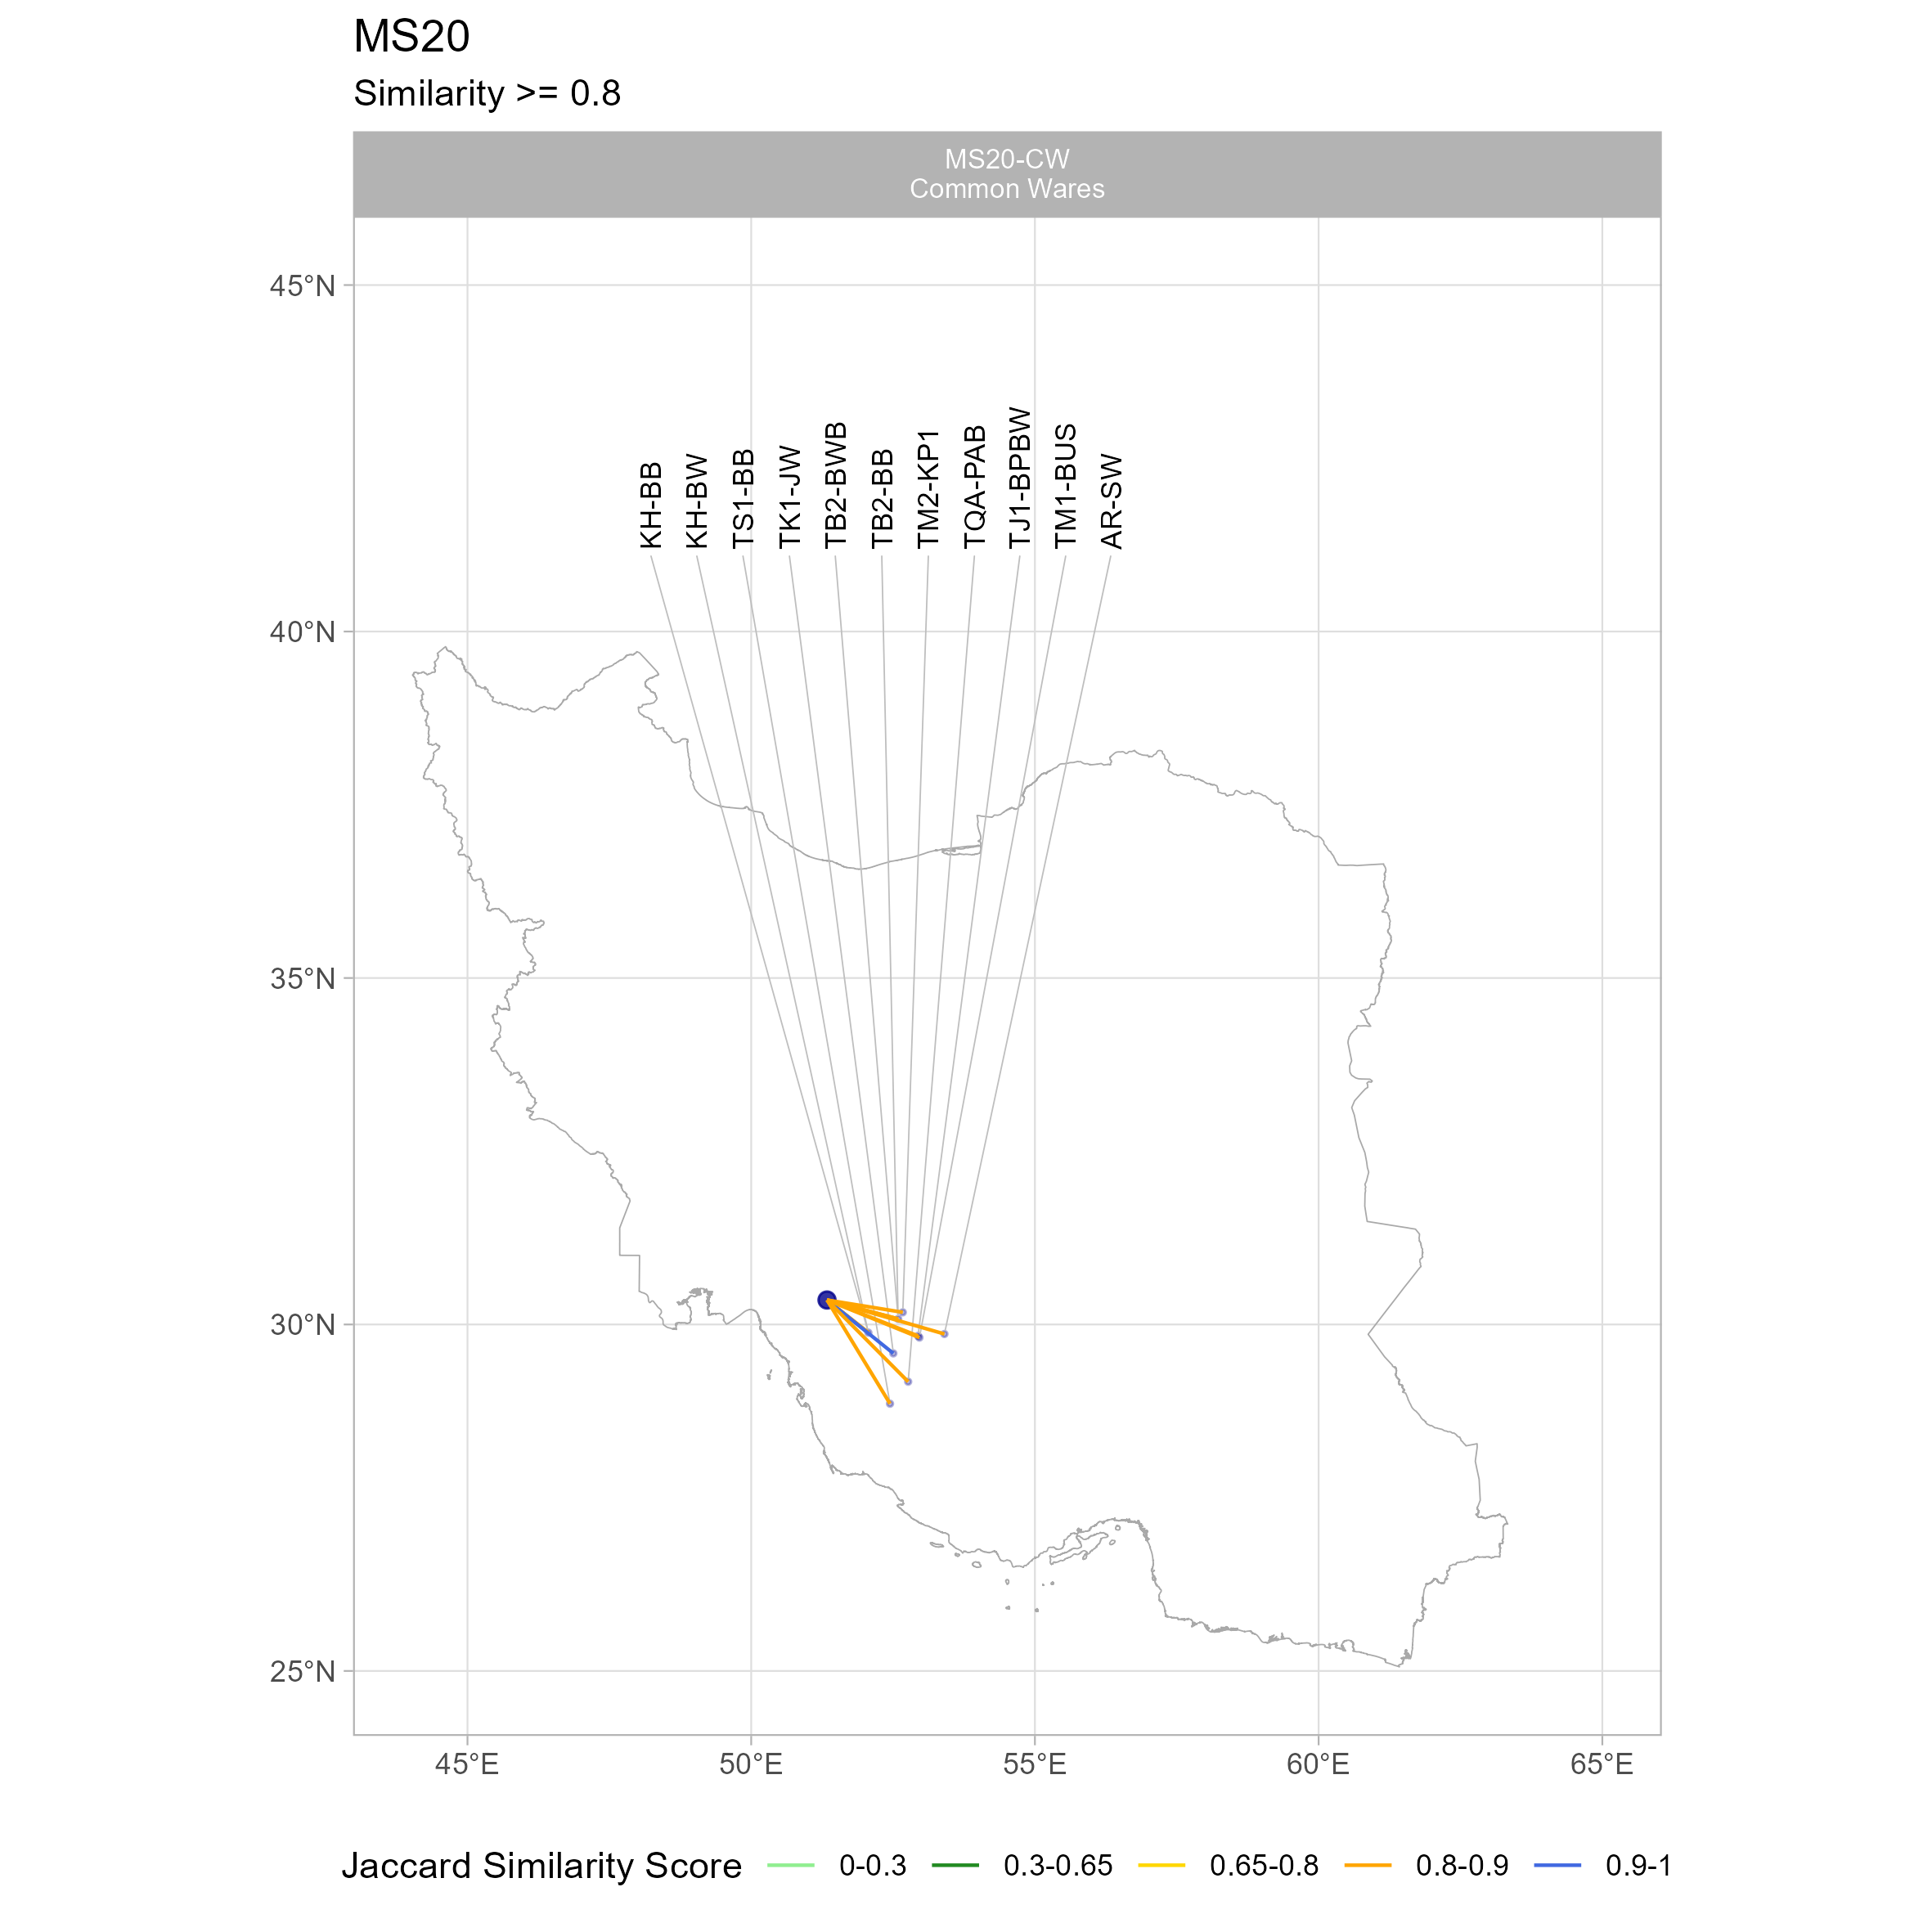 MS20
Similarity >= 0.8
MS20-CW
Common Wares
45°N
40°N
35°N
30°N
25°N
KH-BB
KH-BW
TS1-BB
TK1-JW
TB2-BWB
TB2-BB
TM2-KP1
TQA-PAB
TJ1-BPBW
TM1-BUS
AR-SW
45°E 50°E 55°E 60°E 65°E
Jaccard Similarity Score 0-0.3 0.3-0.65 0.65-0.8 0.8-0.9 0.9-1